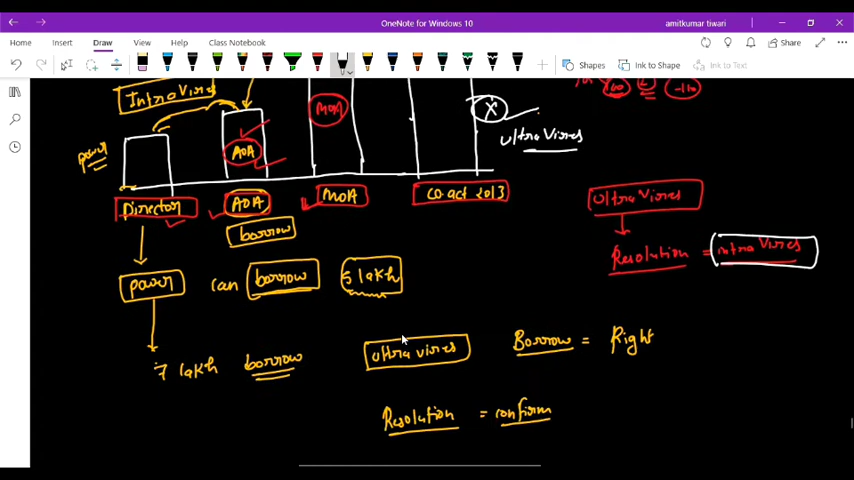 OneNote for Windows 10
amitkumar tiwari
Home Insert Draw View Help Class Notebook
Share
Shapes Ink to Shape Ink to Text
IntraVires
MOA
X
ultra Vires
power
AOA
Director AOA MOA co.act 2013
borrow
ultra Vires
Resolution = intra Vires
power can borrow 5 lakh
7 lakh borrow
ultra vires
Borrow = Right
Resolution = confirm